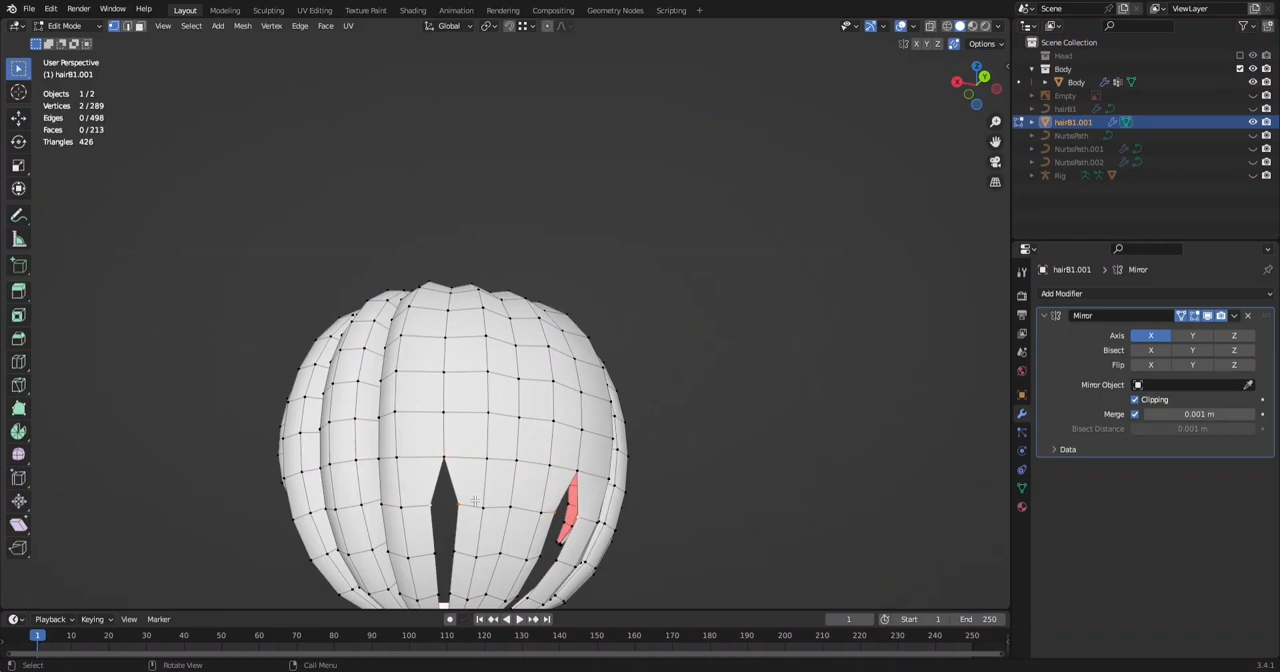 File Edit Render Window Help Layout Modeling Sculpting UV Editing Texture Paint Shading Animation Rendering Compositing Geometry Nodes Scripting + Scene ViewLayer
Edit Mode View Select Add Mesh Vertex Edge Face UV Global
X Y Z Options
User Perspective
(1) hairB1.001
Objects 1/2
Vertices 2/289
Edges 0/498
Faces 0/213
Triangles 426
X
Y
Z
Scene Collection
Head
Body
Body
Empty
hairB1
hairB1.001
NurbsPath
NurbsPath.001
NurbsPath.002
Rig
hairB1.001 > Mirror
Add Modifier
Mirror
Axis X Y Z
Bisect X Y Z
Flip X Y Z
Mirror Object
Clipping
Merge 0.001 m
Bisect Distance 0.001 m
Data
Playback Keying View Marker 1 Start 1 End 250
1 10 20 30 40 50 60 70 80 90 100 110 120 130 140 150 160 170 180 190 200 210 220 230 240 250
Select Rotate View Call Menu 3.4.1